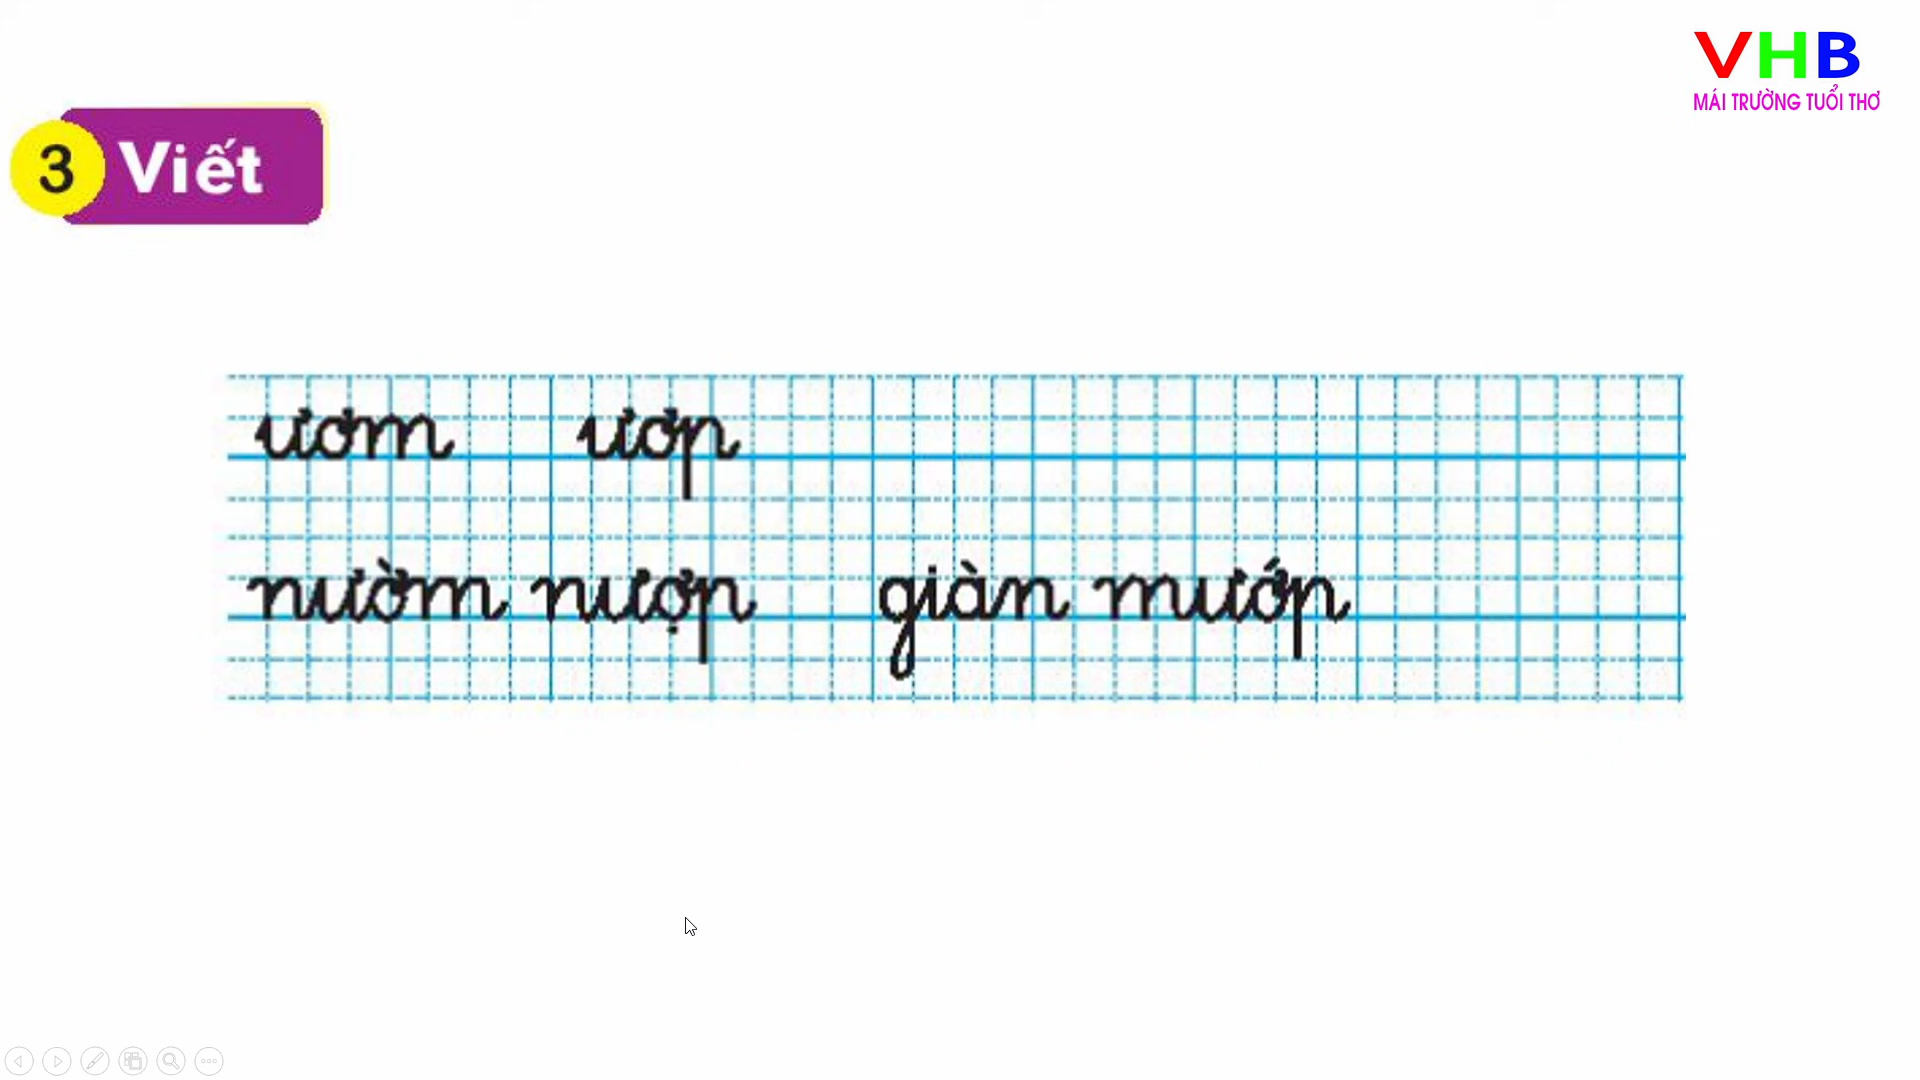 VHB
MÁI TRƯỜNG TUỔI THƠ
3 Viết
ươm ươp
nườm nượp giàn mướp